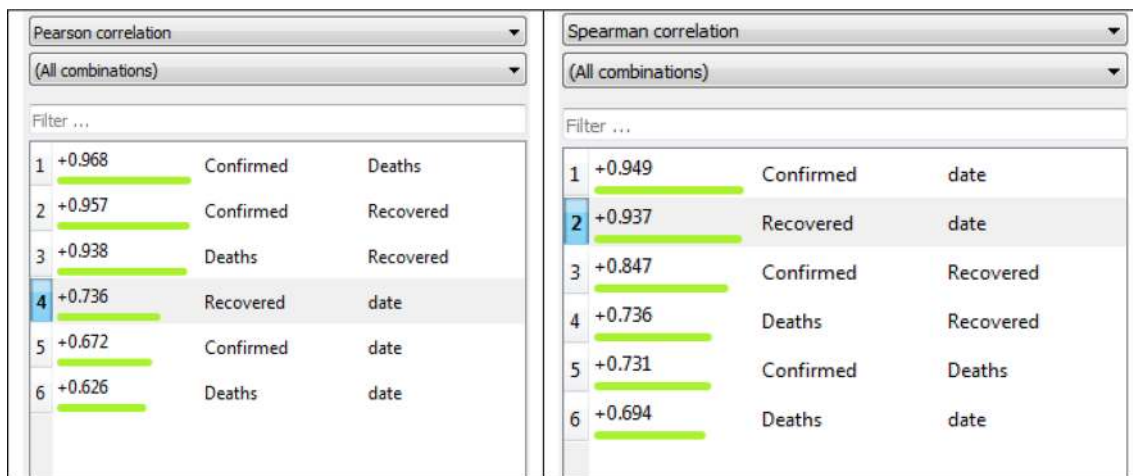 Pearson correlation
(All combinations)
Filter ...
1 +0.968 Confirmed Deaths
2 +0.957 Confirmed Recovered
3 +0.938 Deaths Recovered
4 +0.736 Recovered date
5 +0.672 Confirmed date
6 +0.626 Deaths date
Spearman correlation
(All combinations)
Filter ...
1 +0.949 Confirmed date
2 +0.937 Recovered date
3 +0.847 Confirmed Recovered
4 +0.736 Deaths Recovered
5 +0.731 Confirmed Deaths
6 +0.694 Deaths date